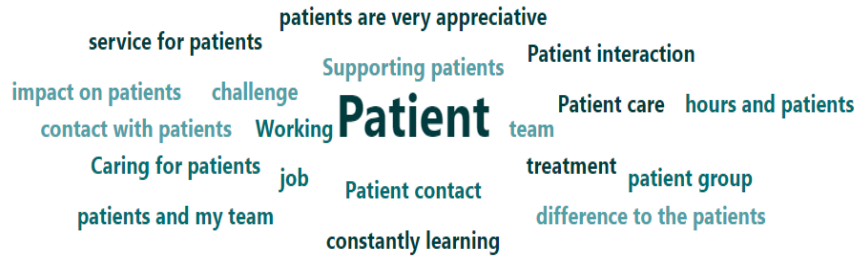 patients are very appreciative
service for patients
Patient interaction
Supporting patients
impact on patients
challenge
Patient care
hours and patients
contact with patients
Working
Patient
team
Caring for patients
job
treatment
patient group
Patient contact
patients and my team
difference to the patients
constantly learning